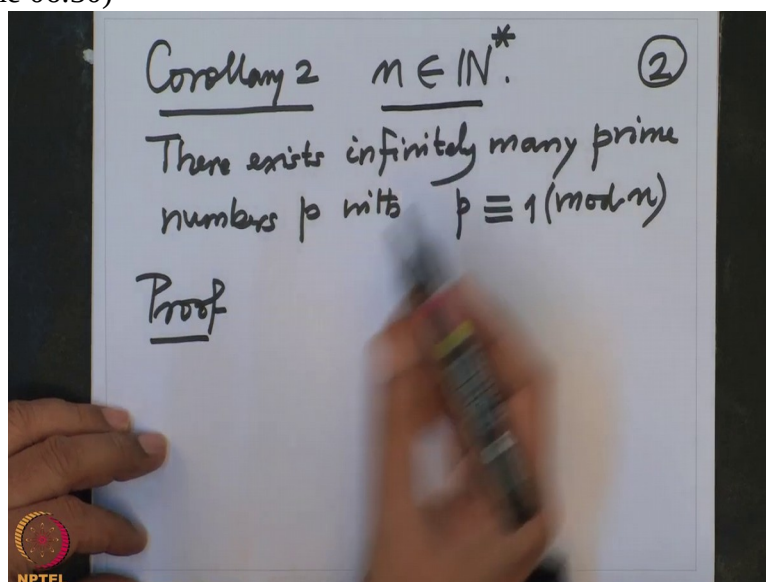 Corollary 2 n ∈ ℕ*. ②
There exists infinitely many prime
numbers p with p ≡ 1 (mod n)
Proof
NPTEL